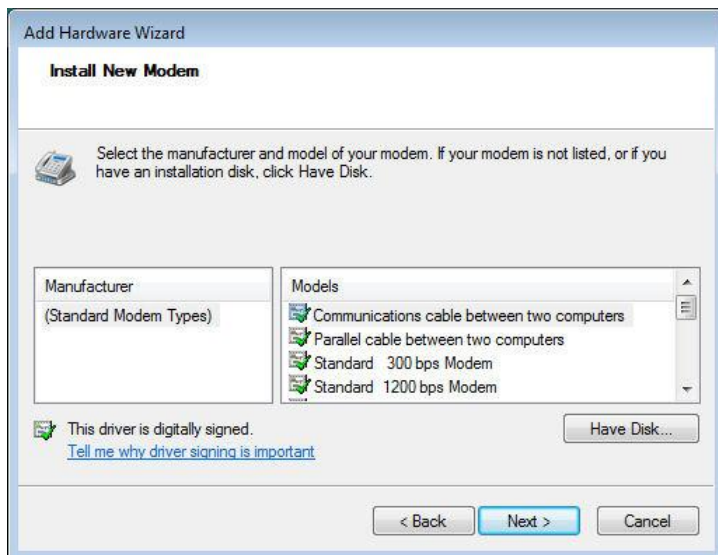 Add Hardware Wizard
Install New Modem
Select the manufacturer and model of your modem. If your modem is not listed, or if you
have an installation disk, click Have Disk.
Manufacturer
(Standard Modem Types)
Models
Communications cable between two computers
Parallel cable between two computers
Standard 300 bps Modem
Standard 1200 bps Modem
This driver is digitally signed.
Tell me why driver signing is important
Have Disk...
< Back
Next >
Cancel